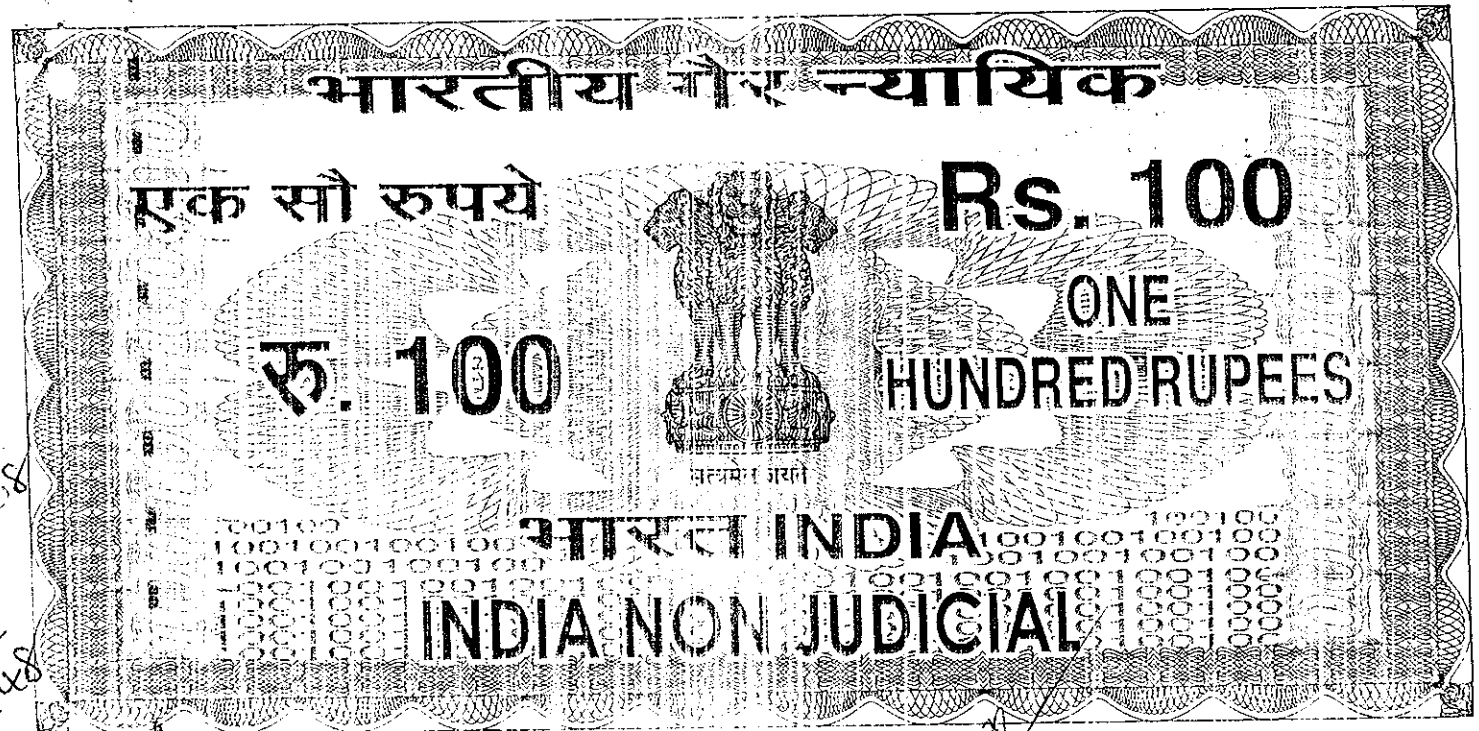 भारतीय गैर न्यायिक
एक सौ रुपये
Rs. 100
रु. 100
ONE
HUNDRED RUPEES
सत्यमेव जयते
भारत INDIA
INDIA NON JUDICIAL